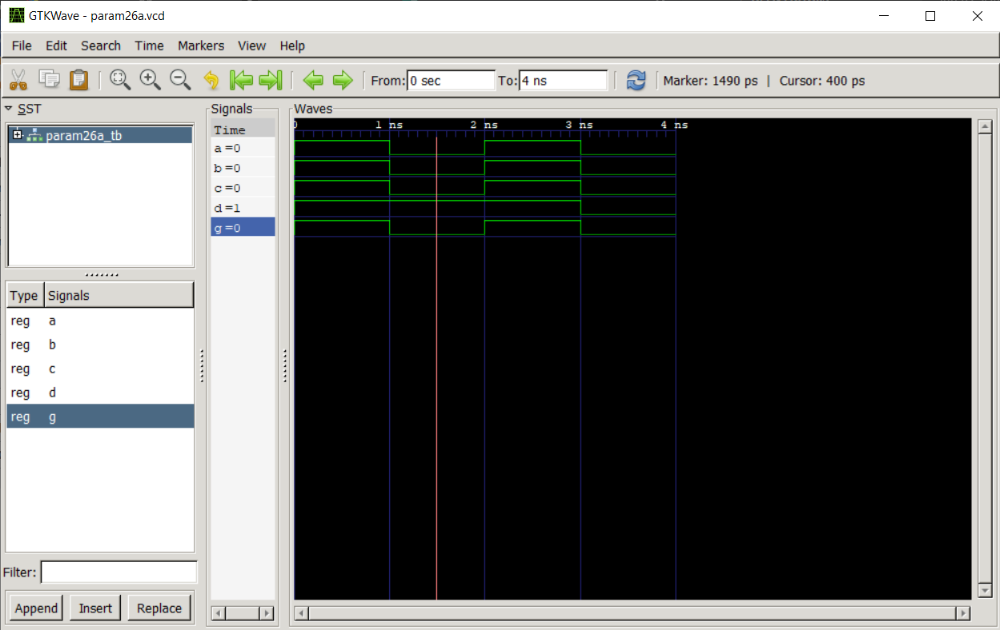 GTKWave - param26a.vcd
File Edit Search Time Markers View Help
From: 0 sec To: 4 ns Marker: 1490 ps | Cursor: 400 ps
SST
param26a_tb
Type Signals
reg a
reg b
reg c
reg d
reg g
Filter:
Append Insert Replace
Signals
Time
a =0
b =0
c =0
d =1
g =0
Waves
0 1 ns 2 ns 3 ns 4 ns